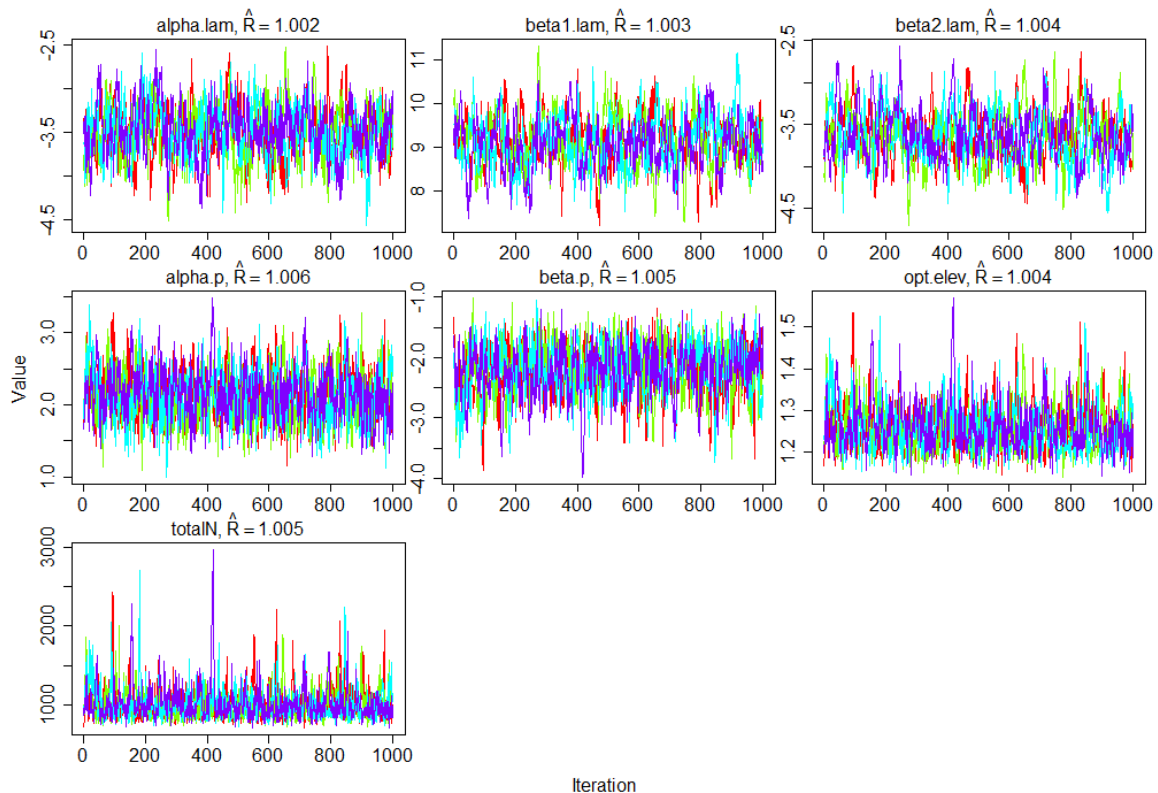 alpha.lam, R̂ = 1.002
beta1.lam, R̂ = 1.003
beta2.lam, R̂ = 1.004
-4.5 -3.5 -2.5
8 9 10 11
-4.5 -3.5 -2.5
0 200 400 600 800 1000
0 200 400 600 800 1000
0 200 400 600 800 1000
alpha.p, R̂ = 1.006
beta.p, R̂ = 1.005
opt.elev, R̂ = 1.004
Value
1.0 2.0 3.0
-4.0 -3.0 -2.0 -1.0
1.2 1.3 1.4 1.5
0 200 400 600 800 1000
0 200 400 600 800 1000
0 200 400 600 800 1000
totalN, R̂ = 1.005
1000 2000 3000
0 200 400 600 800 1000
Iteration